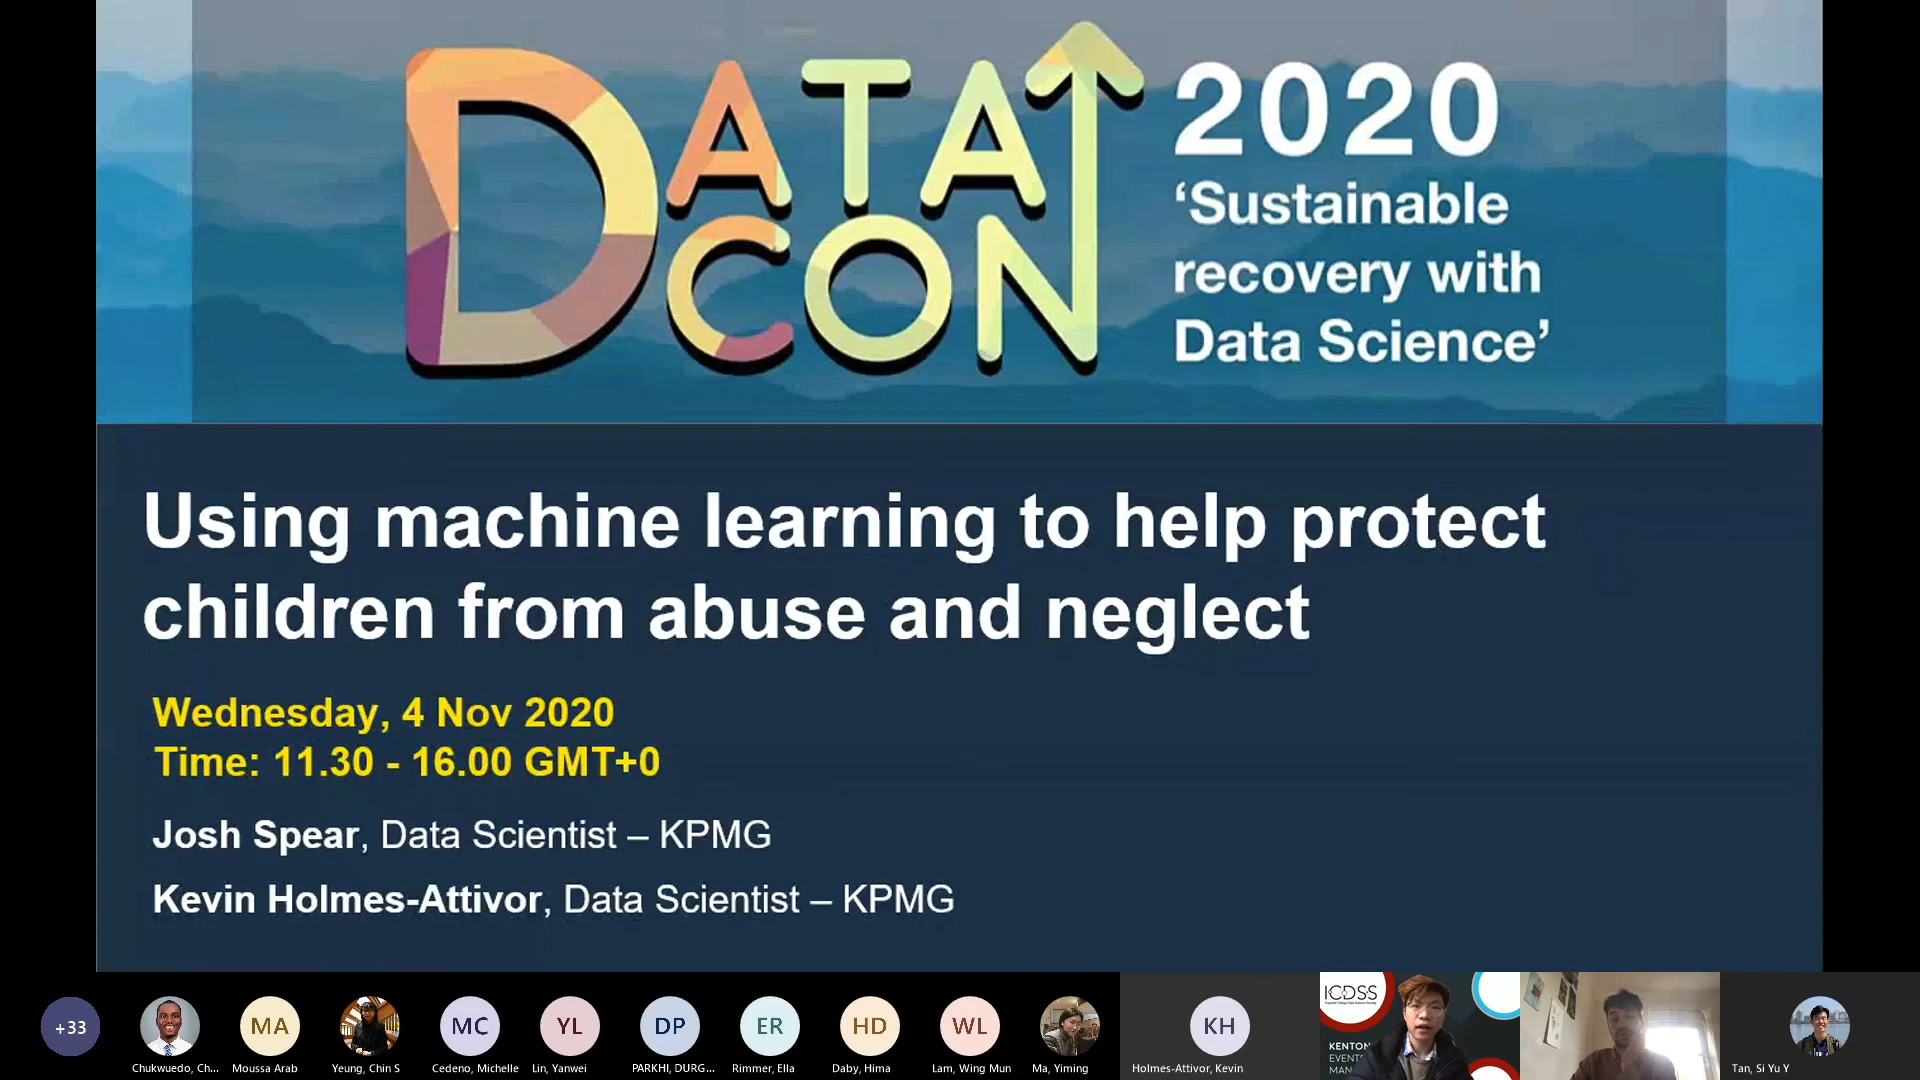 DATA
CON
2020
‘Sustainable
recovery with
Data Science’
Using machine learning to help protect
children from abuse and neglect
Wednesday, 4 Nov 2020
Time: 11.30 - 16.00 GMT+0
Josh Spear, Data Scientist – KPMG
Kevin Holmes-Attivor, Data Scientist – KPMG
+33
MA
MC
YL
DP
ER
HD
WL
KH
ICDSS
KENTON
EVENTS
MAN
Chukwuedo, Ch...
Moussa Arab
Yeung, Chin S
Cedeno, Michelle
Lin, Yanwei
PARKHI, DURG...
Rimmer, Ella
Daby, Hima
Lam, Wing Mun
Ma, Yiming
Holmes-Attivor, Kevin
Tan, Si Yu Y